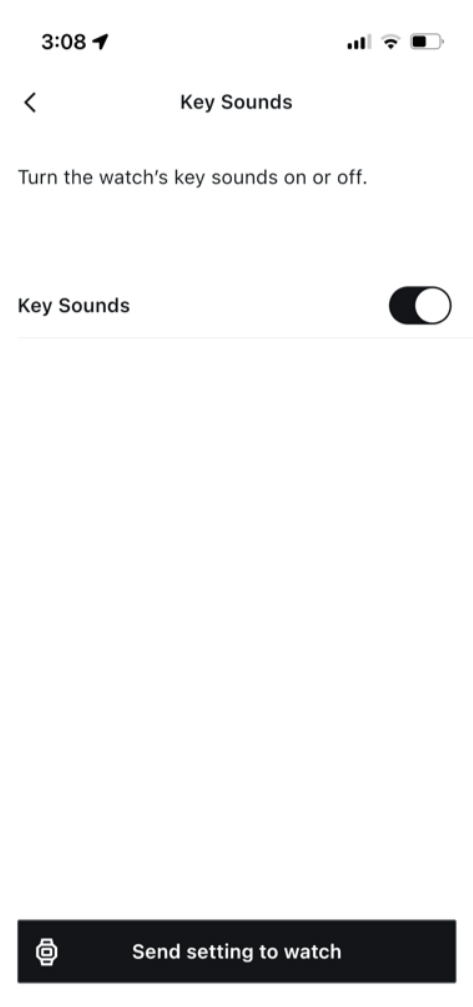 3:08
Key Sounds
Turn the watch's key sounds on or off.
Key Sounds
Send setting to watch